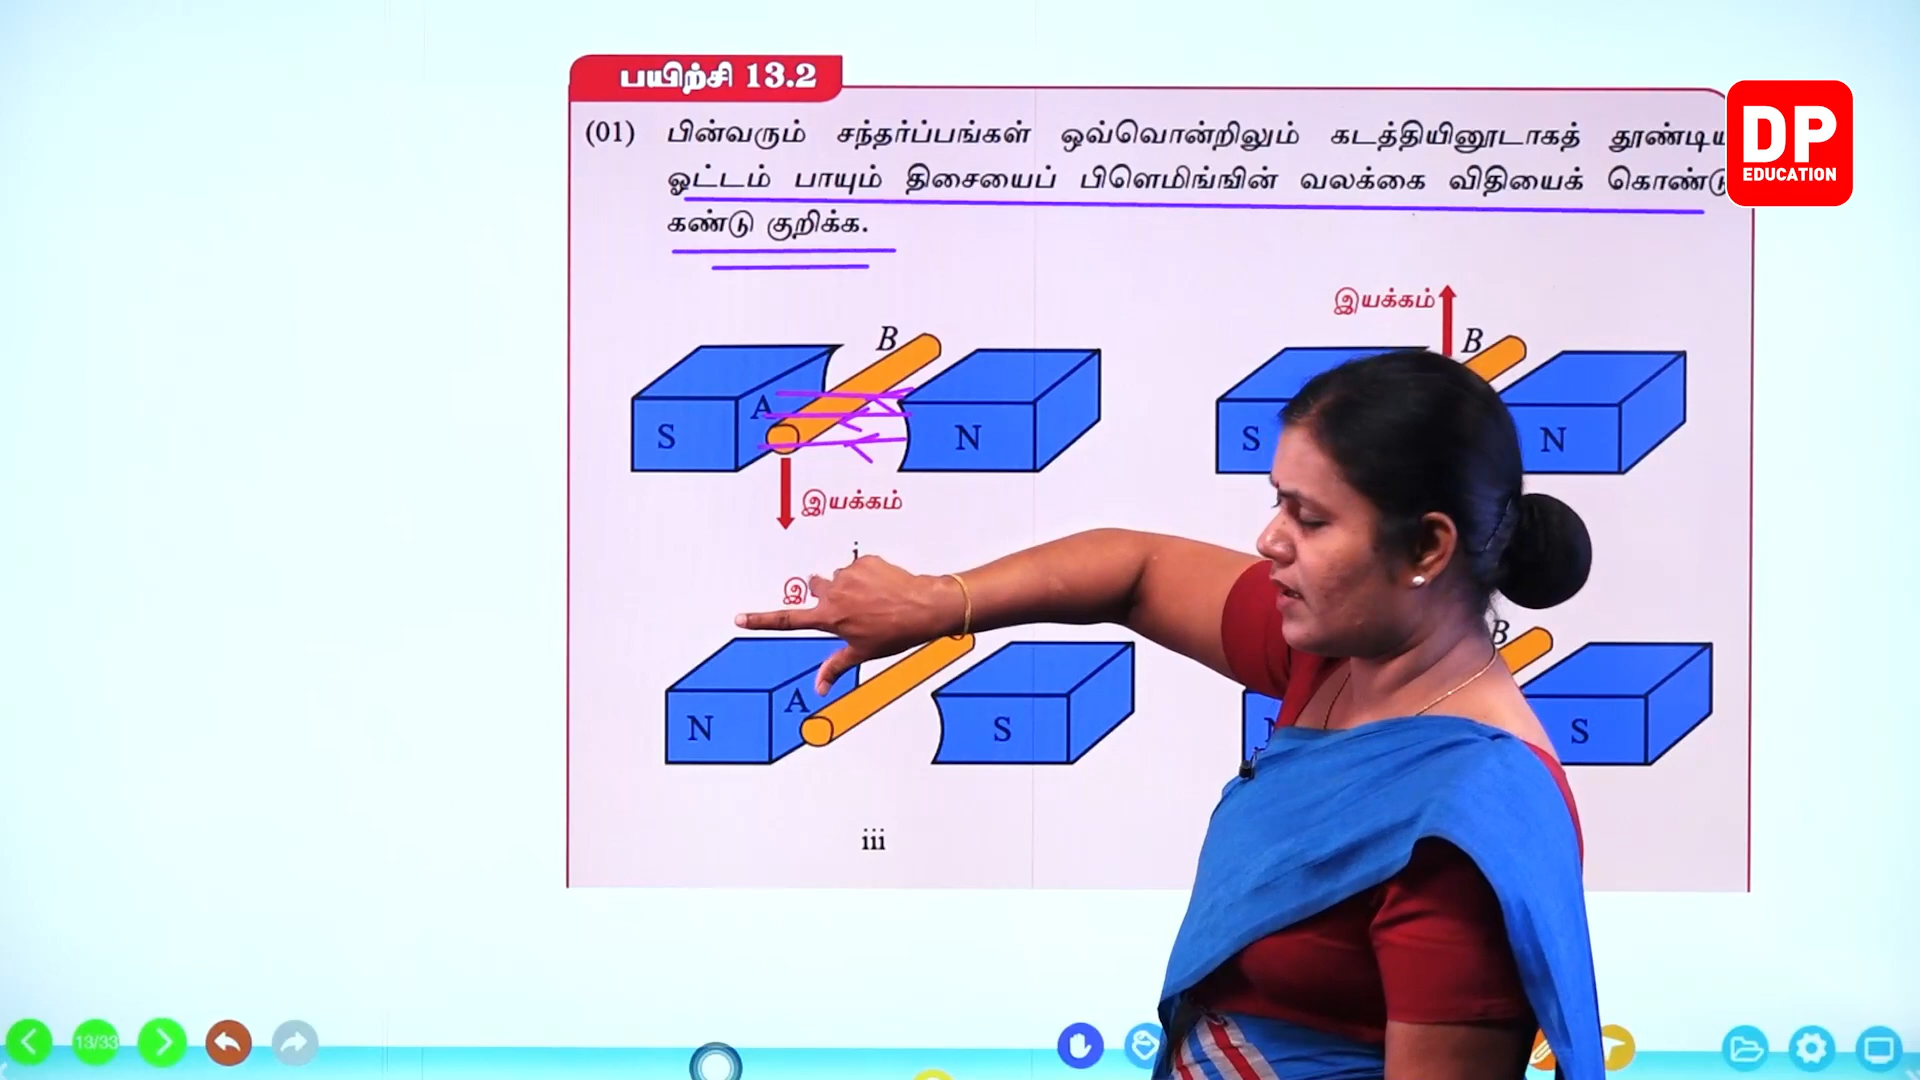 பயிற்சி 13.2
DP
EDUCATION
(01) பின்வரும் சந்தர்ப்பங்கள் ஒவ்வொன்றிலும் கடத்தியினூடாகத்
ஓட்டம் பாயும் திசையைப் பிளெமிங்ஙின் வலக்கை விதியைக் கொண்டு
கண்டு குறிக்க.
இயக்கம்
B
B
A
S
N
S
N
இயக்கம்
i
B
A
N
S
N
S
iii
13/33